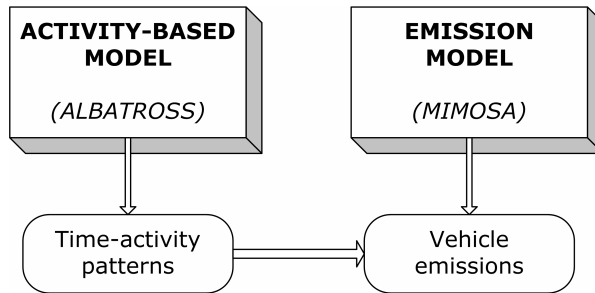 ACTIVITY-BASED
MODEL
(ALBATROSS)
EMISSION
MODEL
(MIMOSA)
Time-activity
patterns
Vehicle
emissions